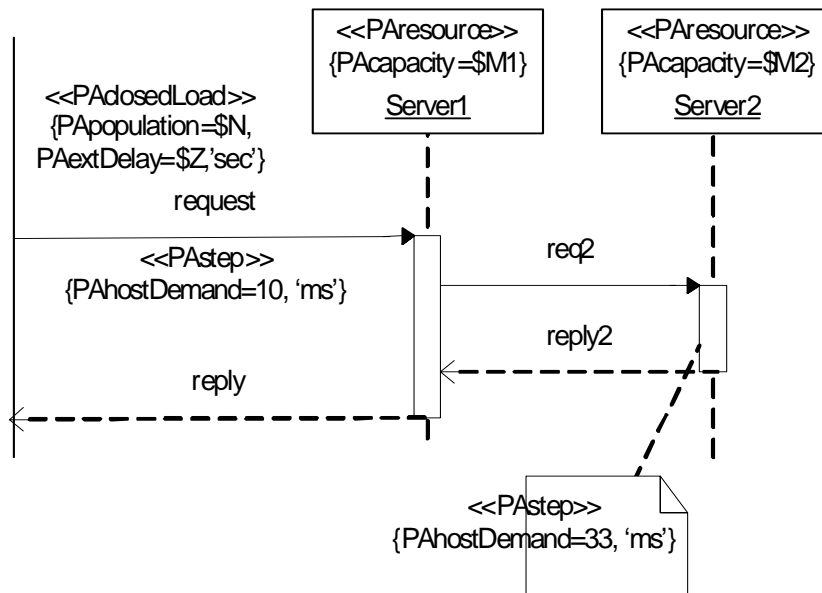 <<PAresource>>
{PAcapacity=$M1}
Server1
<<PAresource>>
{PAcapacity=$M2}
Server2
<<PAclosedLoad>>
{PApopulation=$N,
PAextDelay=$Z,'sec'}
request
<<PAstep>>
{PAhostDemand=10, ‘ms’}
req2
reply2
reply
<<PAstep>>
{PAhostDemand=33, ‘ms’}